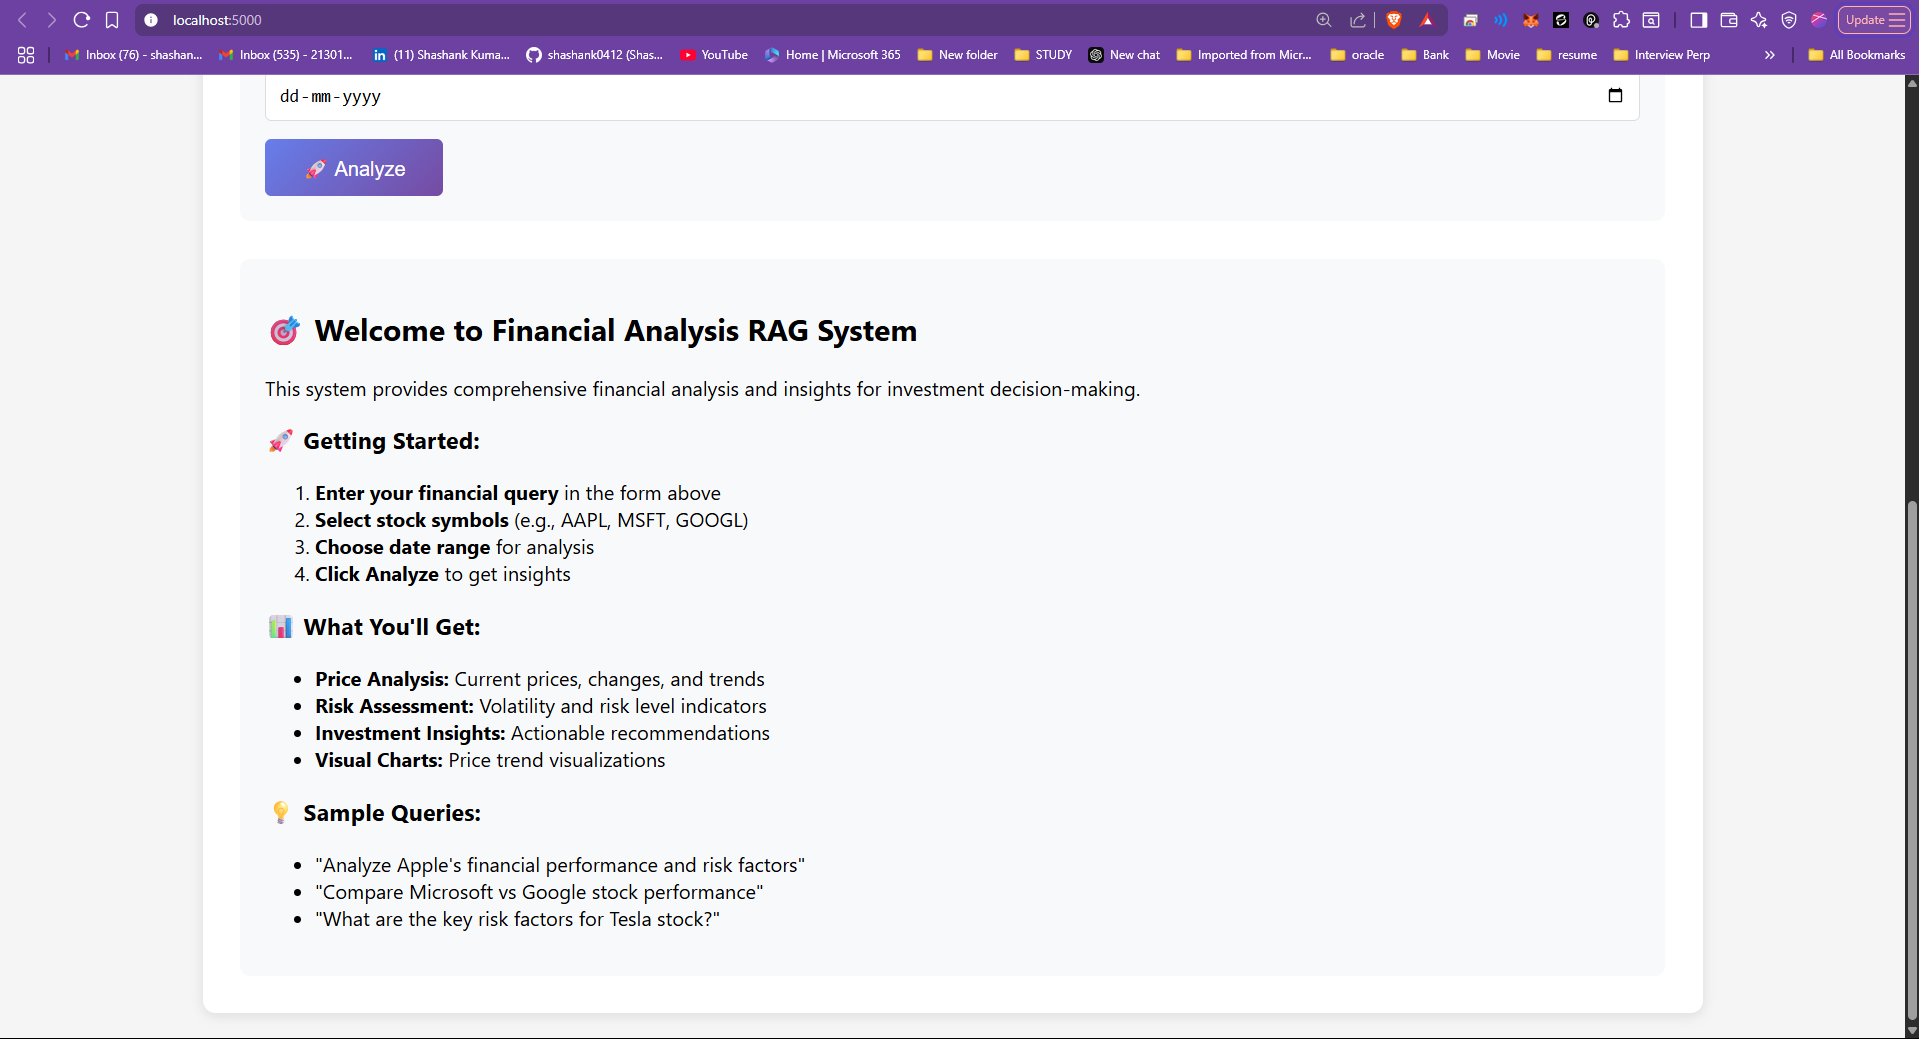 localhost:5000
Update
Inbox (76) - shashan...
Inbox (535) - 21301...
(11) Shashank Kuma...
shashank0412 (Shas...
YouTube
Home | Microsoft 365
New folder
STUDY
New chat
Imported from Micr...
oracle
Bank
Movie
resume
Interview Perp
All Bookmarks
dd-mm-yyyy
🚀 Analyze
🎯 Welcome to Financial Analysis RAG System
This system provides comprehensive financial analysis and insights for investment decision-making.
🚀 Getting Started:
1. Enter your financial query in the form above
2. Select stock symbols (e.g., AAPL, MSFT, GOOGL)
3. Choose date range for analysis
4. Click Analyze to get insights
📊 What You'll Get:
• Price Analysis: Current prices, changes, and trends
• Risk Assessment: Volatility and risk level indicators
• Investment Insights: Actionable recommendations
• Visual Charts: Price trend visualizations
💡 Sample Queries:
• "Analyze Apple's financial performance and risk factors"
• "Compare Microsoft vs Google stock performance"
• "What are the key risk factors for Tesla stock?"